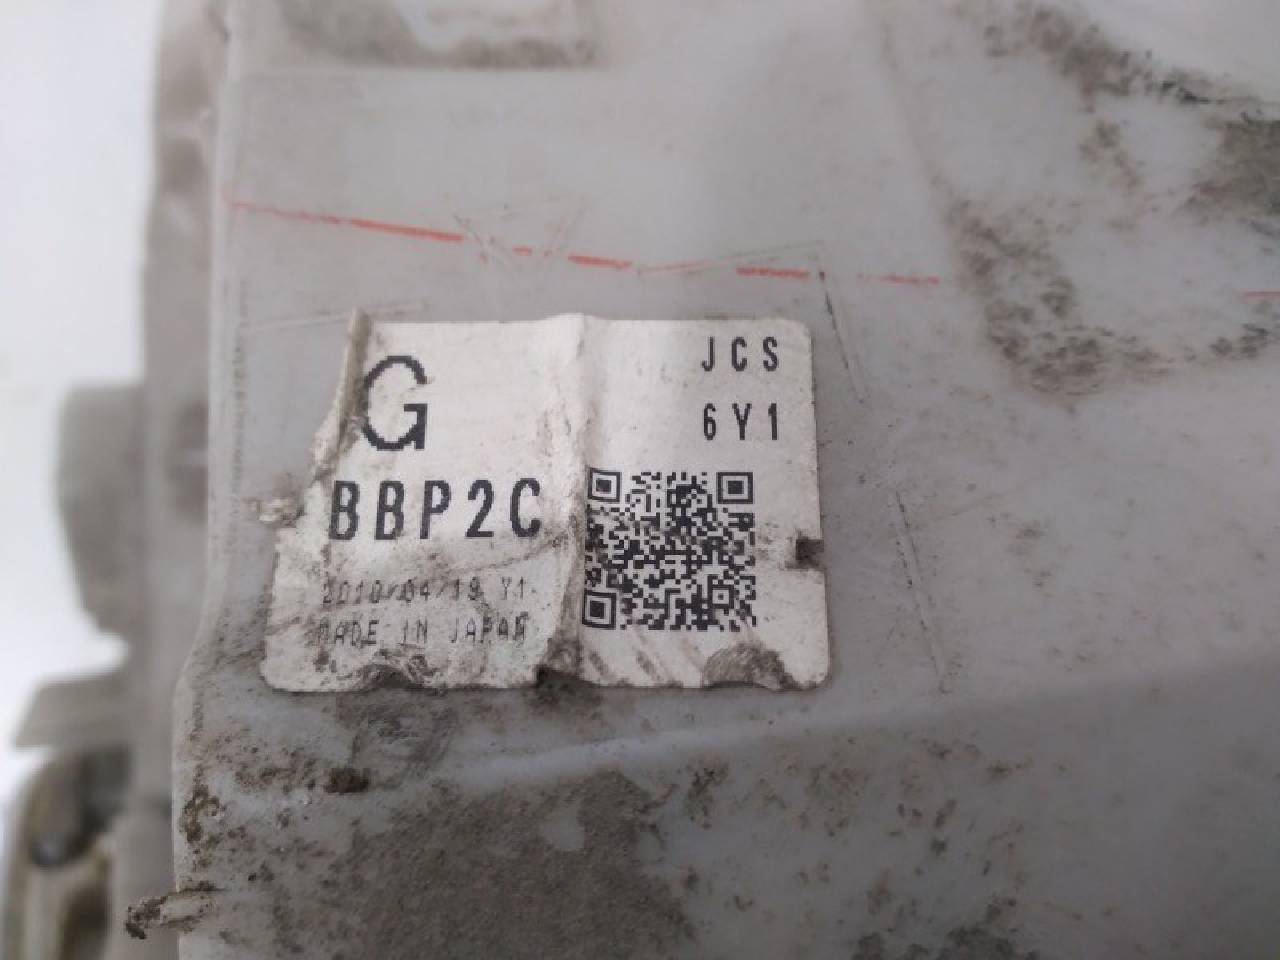 G JCS
6Y1
BBP2C
2010/04/19 Y1
MADE IN JAPAN